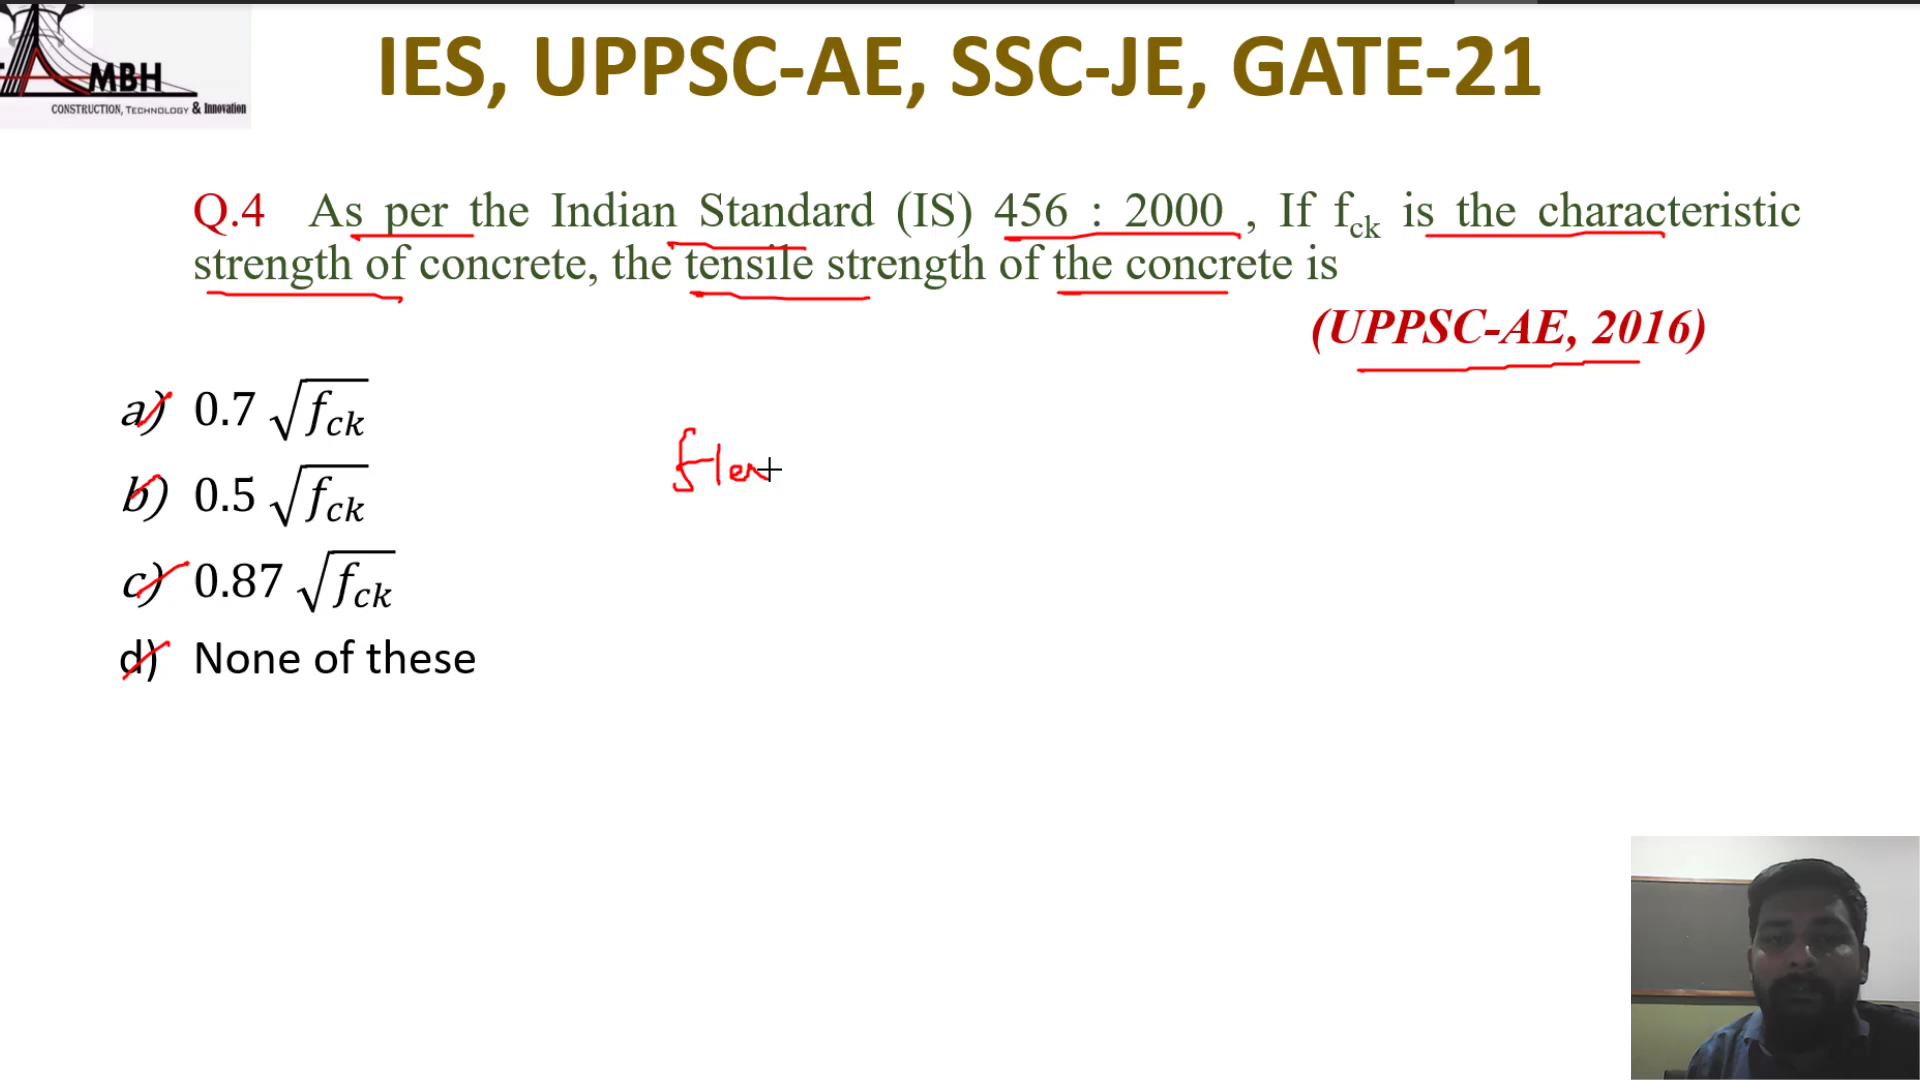 MBH
CONSTRUCTION, TECHNOLOGY & Innovation
IES, UPPSC-AE, SSC-JE, GATE-21
Q.4 As per the Indian Standard (IS) 456 : 2000 , If fck is the characteristic
strength of concrete, the tensile strength of the concrete is
(UPPSC-AE, 2016)
a) 0.7 √fck
b) 0.5 √fck
c) 0.87 √fck
d) None of these
flex